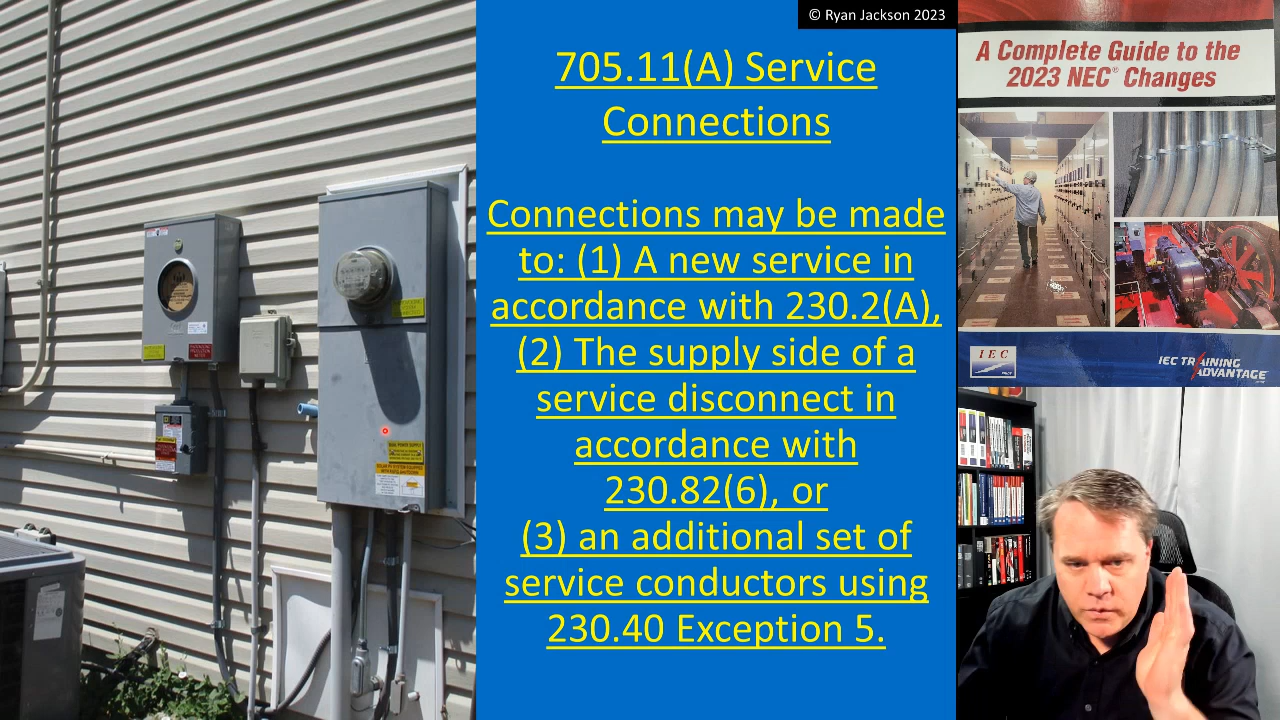 © Ryan Jackson 2023
705.11(A) Service
Connections
Connections may be made
to: (1) A new service in
accordance with 230.2(A),
(2) The supply side of a
service disconnect in
accordance with
230.82(6), or
(3) an additional set of
service conductors using
230.40 Exception 5.
A Complete Guide to the
2023 NEC® Changes
IEC
IEC TRAINING
ADVANTAGE